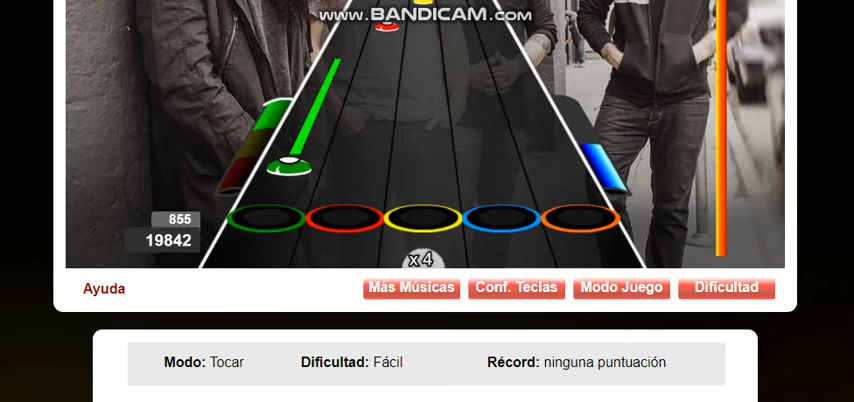 www.BANDICAM.com
855
19842
x4
Ayuda
Más Músicas
Conf. Teclas
Modo Juego
Dificultad
Modo: Tocar
Dificultad: Fácil
Récord: ninguna puntuación